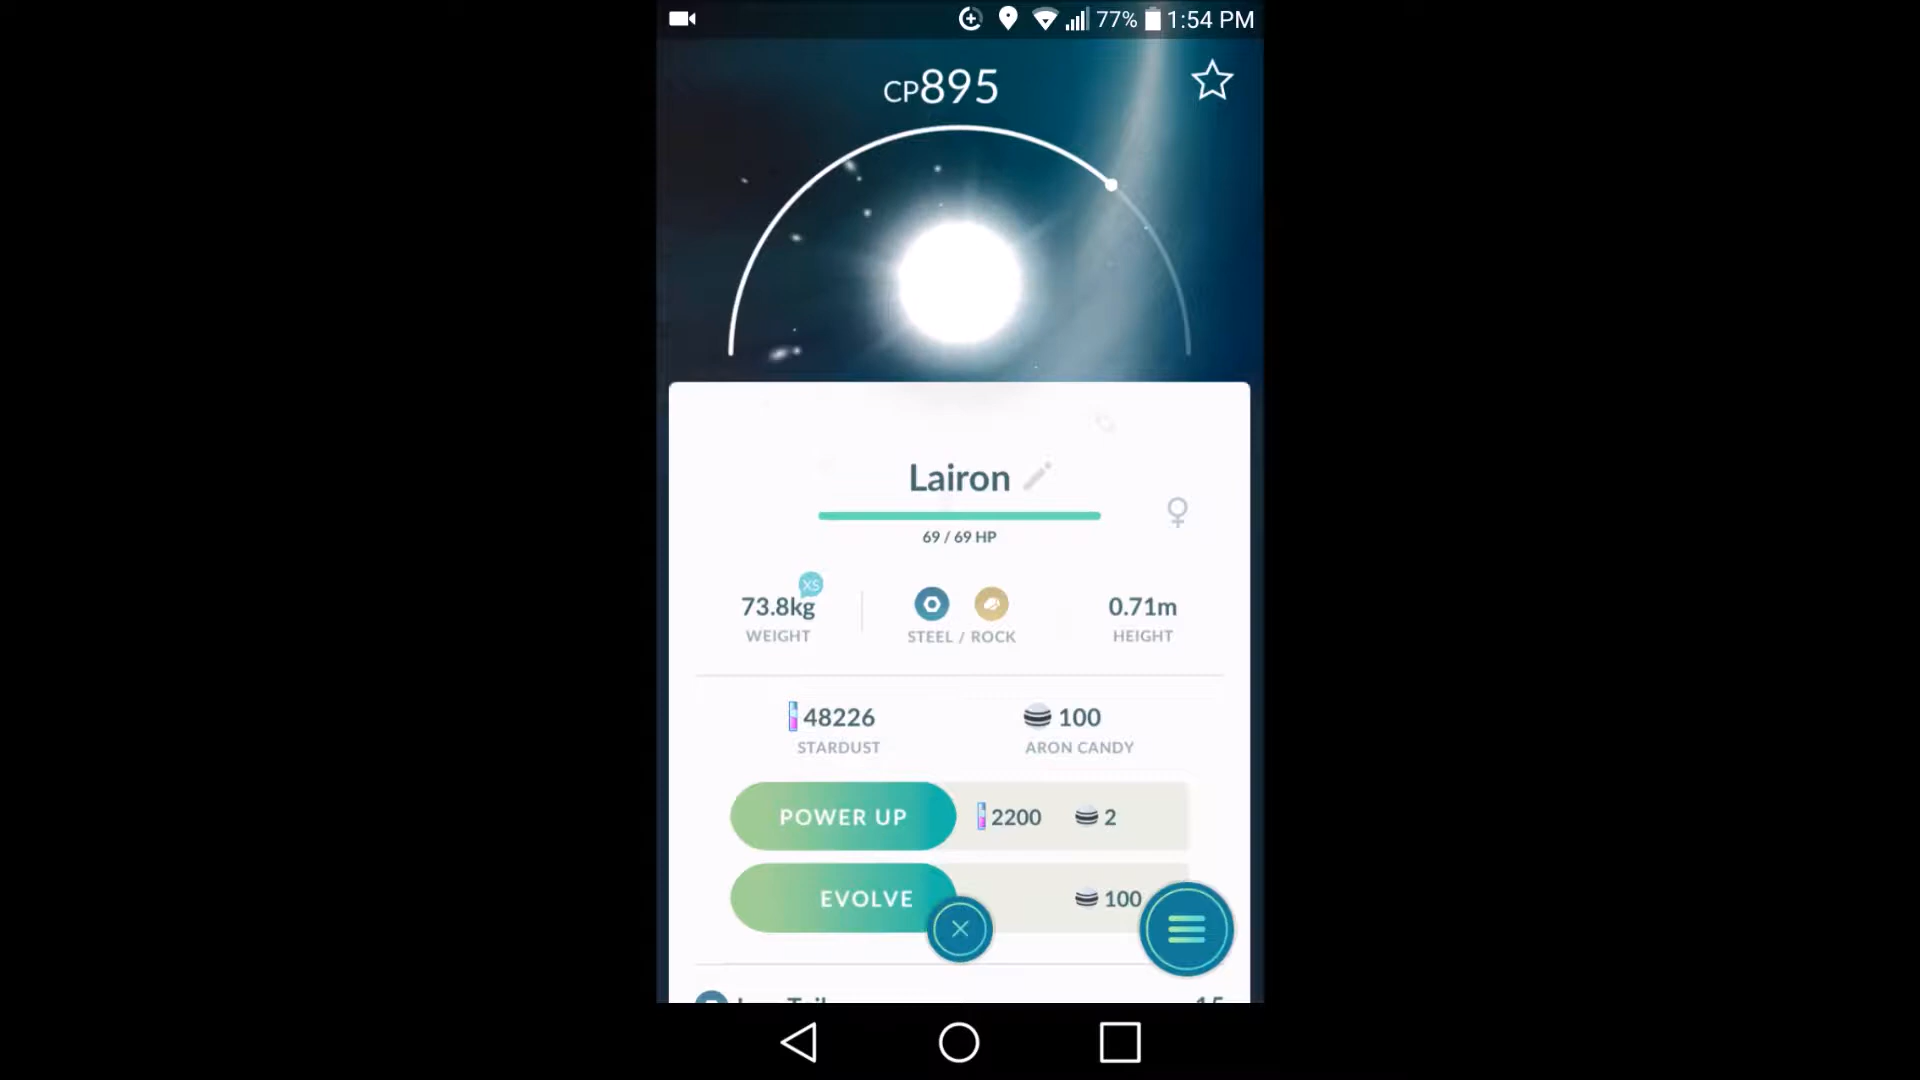 77% 1:54 PM
CP895
Lairon
69 / 69 HP
XS
73.8kg
WEIGHT
STEEL / ROCK
0.71m
HEIGHT
48226
STARDUST
100
ARON CANDY
POWER UP 2200 2
EVOLVE 100